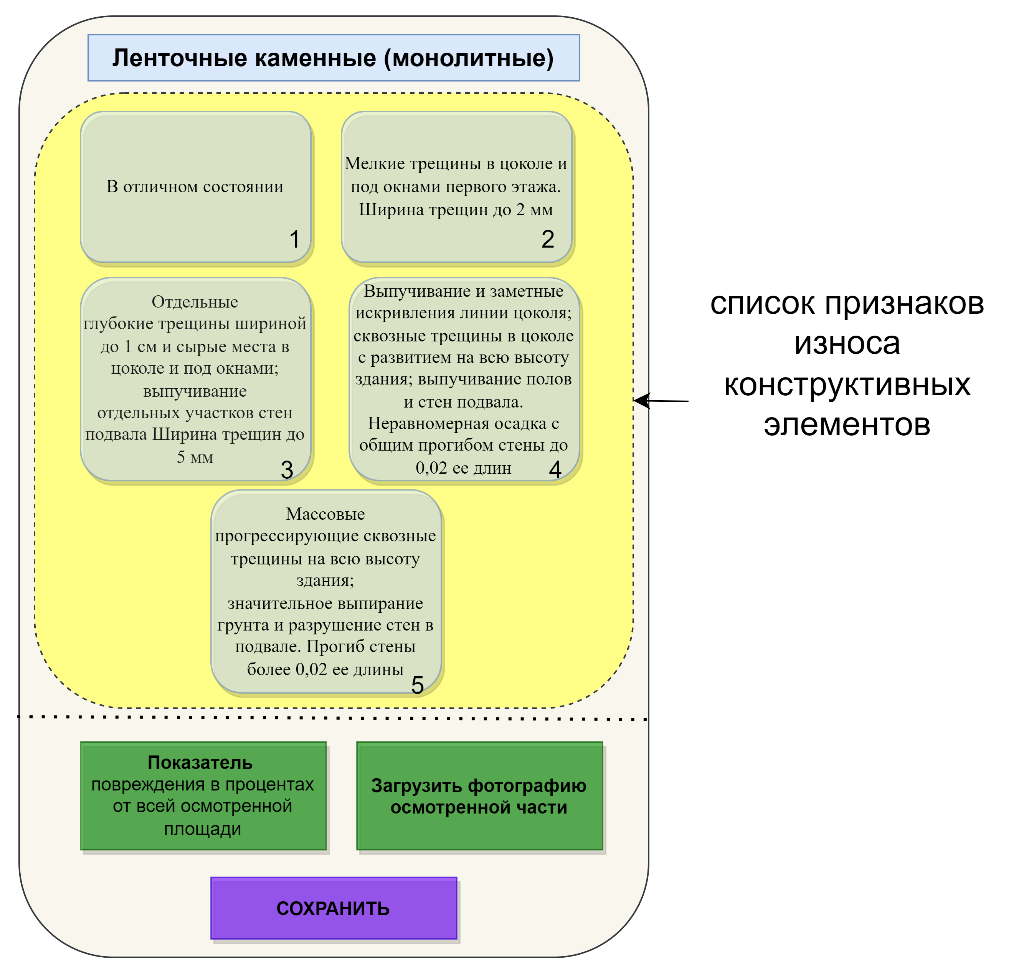 Ленточные каменные (монолитные)
В отличном состоянии
1
Мелкие трещины в цоколе и
под окнами первого этажа.
Ширина трещин до 2 мм
2
Отдельные
глубокие трещины шириной
до 1 см и сырые места в
цоколе и под окнами;
выпучивание
отдельных участков стен
подвала Ширина трещин до
5 мм
3
Выпучивание и заметные
искривления линии цоколя;
сквозные трещины в цоколе
с развитием на всю высоту
здания; выпучивание полов
и стен подвала.
Неравномерная осадка с
общим прогибом стены до
0,02 ее длин
4
Массовые
прогрессирующие сквозные
трещины на всю высоту
здания;
значительное выпирание
грунта и разрушение стен в
подвале. Прогиб стены
более 0,02 ее длины
5
список признаков
износа
конструктивных
элементов
Показатель
повреждения в процентах
от всей осмотренной
площади
Загрузить фотографию
осмотренной части
СОХРАНИТЬ